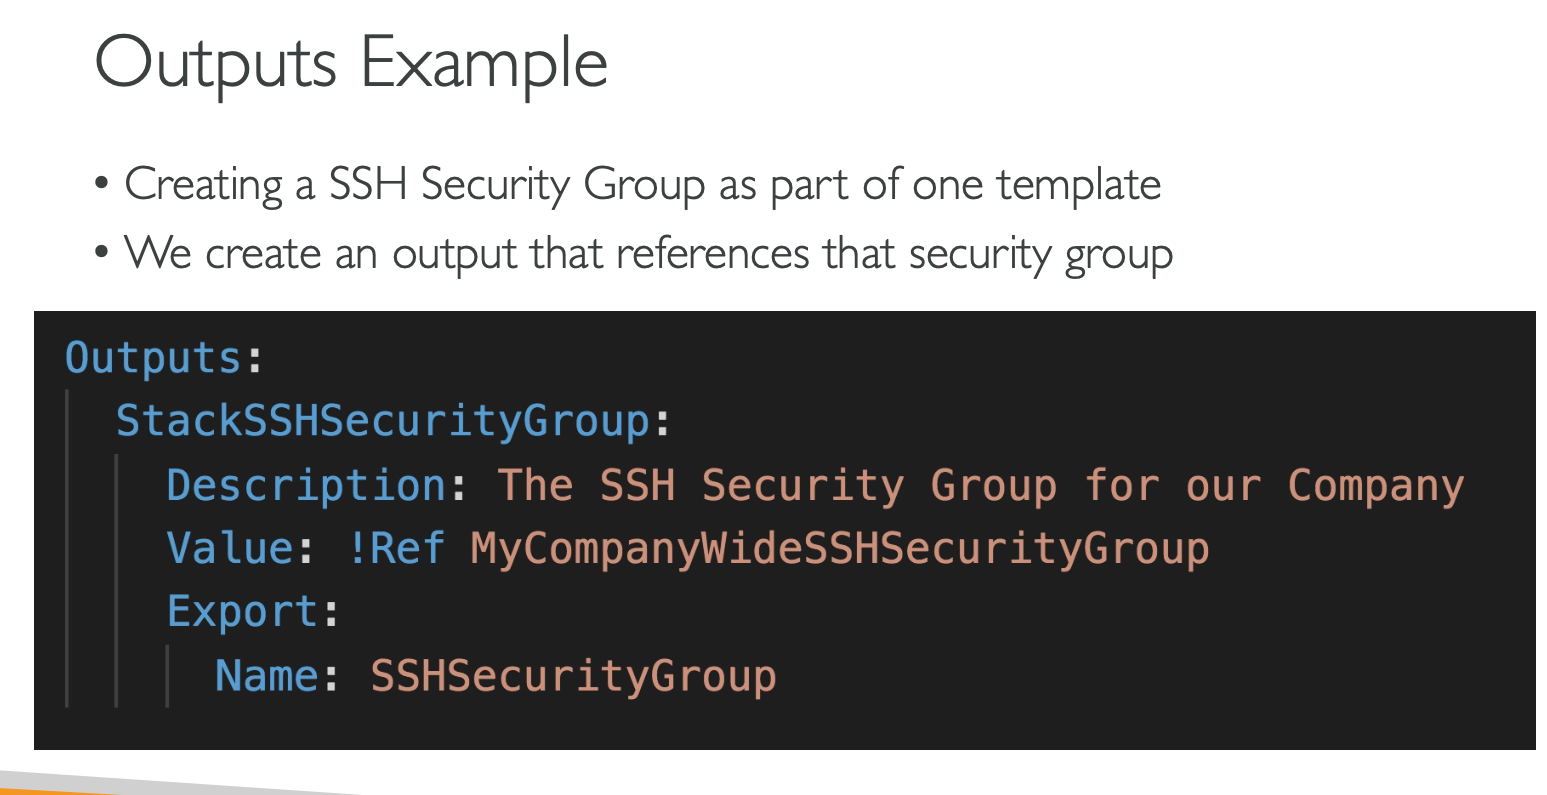 Outputs Example
• Creating a SSH Security Group as part of one template
• We create an output that references that security group
Outputs:
StackSSHSecurityGroup:
Description: The SSH Security Group for our Company
Value: !Ref MyCompanyWideSSHSecurityGroup
Export:
Name: SSHSecurityGroup